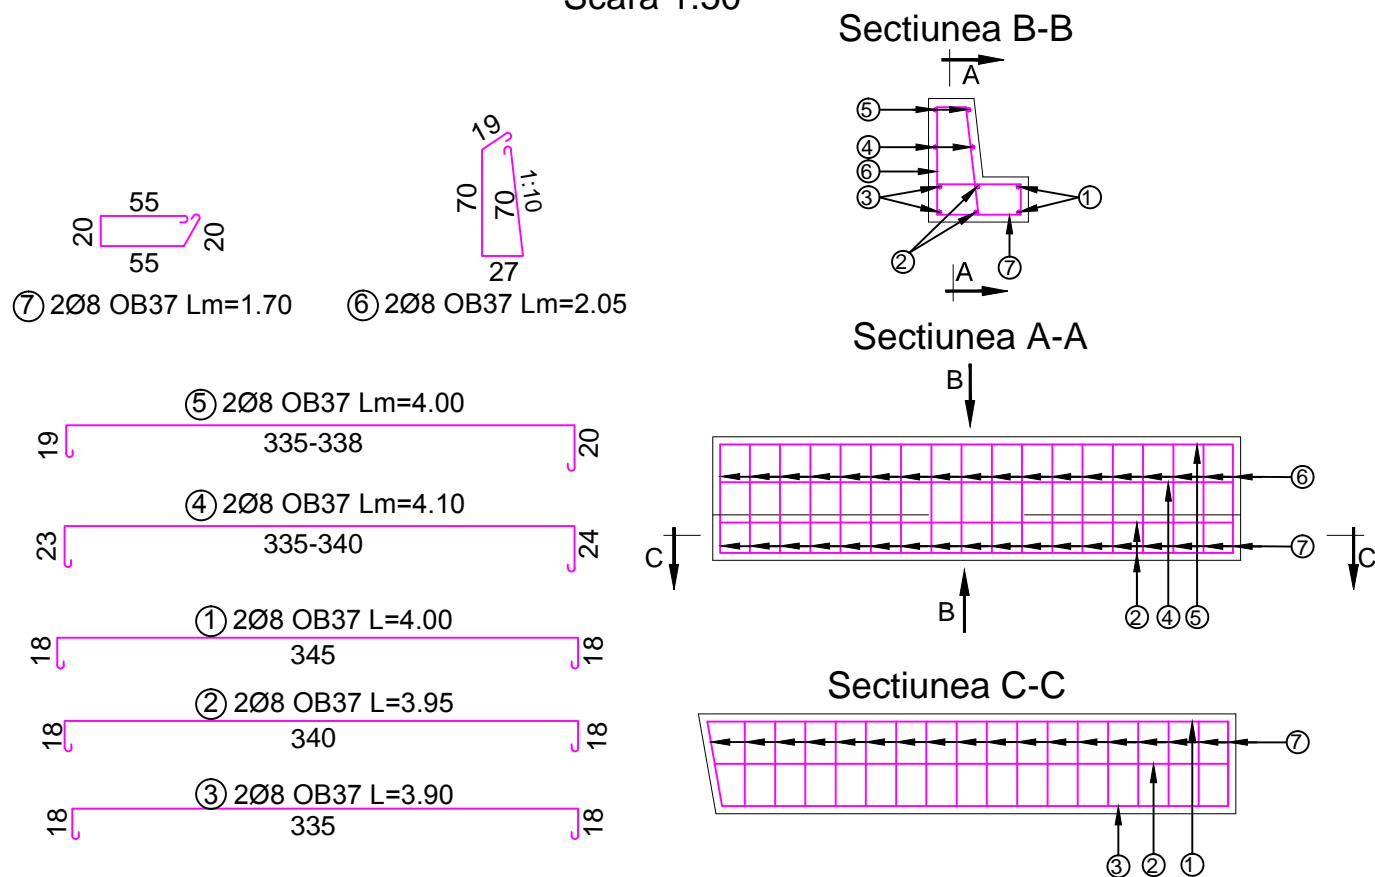 Scara 1:50
Sectiunea B-B
A
5
4
6
3
1
2
7
A
19
70
70
1:10
27
6 2Ø8 OB37 Lm=2.05
55
20
20
55
7 2Ø8 OB37 Lm=1.70
5 2Ø8 OB37 Lm=4.00
19
335-338
20
4 2Ø8 OB37 Lm=4.10
23
335-340
24
1 2Ø8 OB37 L=4.00
18
345
18
2 2Ø8 OB37 L=3.95
18
340
18
3 2Ø8 OB37 L=3.90
18
335
18
Sectiunea A-A
B
6
7
C
C
B
2
4
5
Sectiunea C-C
7
3
2
1